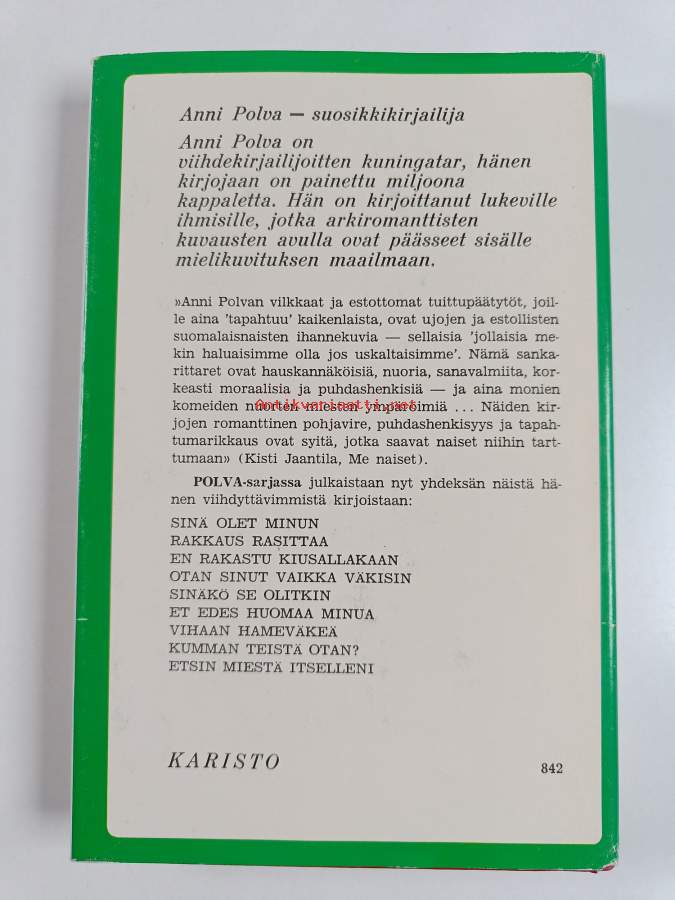 Anni Polva — suosikkikirjailija
Anni Polva on
viihdekirjailijoitten kuningatar, hänen
kirjojaan on painettu miljoona
kappaletta. Hän on kirjoittanut lukeville
ihmisille, jotka arkiromanttisten
kuvausten avulla ovat päässeet sisälle
mielikuvituksen maailmaan.
»Anni Polvan vilkkaat ja estottomat tuittupäätytöt, joil-
le aina 'tapahtuu' kaikenlaista, ovat ujojen ja estollisten
suomalaisnaisten ihannekuvia — sellaisia 'jollaisia me-
kin haluaisimme olla jos uskaltaisimme'. Nämä sanka-
rittaret ovat hauskannäköisiä, nuoria, sanavalmiita, kor-
keasti moraalisia ja puhdashenkisiä — ja aina monien
komeiden nuorten miesten ympäröimiä ... Näiden kir-
Antikvariaatti.net
jojen romanttinen pohjavire, puhdashenkisyys ja tapah-
tumarikkaus ovat syitä, jotka saavat naiset niihin tart-
tumaan» (Kisti Jaantila, Me naiset).
POLVA-sarjassa julkaistaan nyt yhdeksän näistä hä-
nen viihdyttävimmistä kirjoistaan:
SINÄ OLET MINUN
RAKKAUS RASITTAA
EN RAKASTU KIUSALLAKAAN
OTAN SINUT VAIKKA VÄKISIN
SINÄKÖ SE OLITKIN
ET EDES HUOMAA MINUA
VIHAAN HAMEVÄKEÄ
KUMMAN TEISTÄ OTAN?
ETSIN MIESTÄ ITSELLENI
KARISTO
842